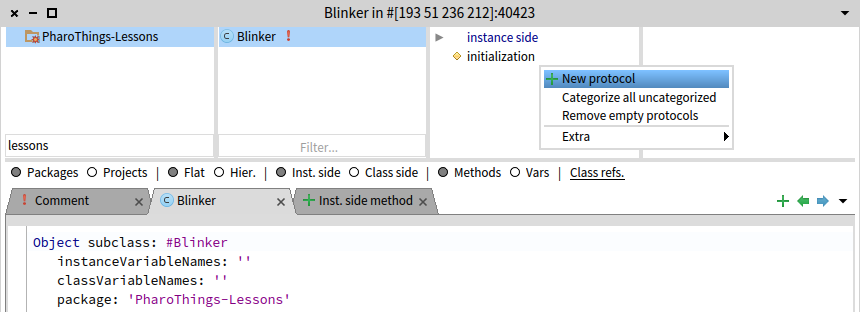 Blinker in #[193 51 236 212]:40423
PharoThings-Lessons
C Blinker !
instance side
initialization
New protocol
Categorize all uncategorized
Remove empty protocols
Extra
lessons
Filter...
Packages Projects | Flat Hier. | Inst. side Class side | Methods Vars | Class refs.
! Comment
C Blinker
Inst. side method
Object subclass: #Blinker
instanceVariableNames: ''
classVariableNames: ''
package: 'PharoThings-Lessons'